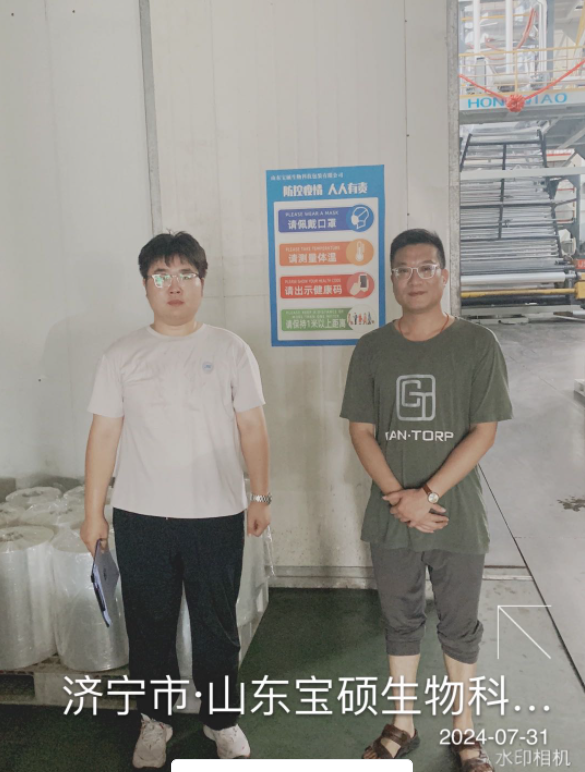 HONGQIAO
防控疫情 人人有责
PLEASE WEAR A MASK
请佩戴口罩
请测量体温
请出示健康码
请保持1米以上距离
AN·TORP
济宁市·山东宝硕生物科...
2024-07-31
水印相机